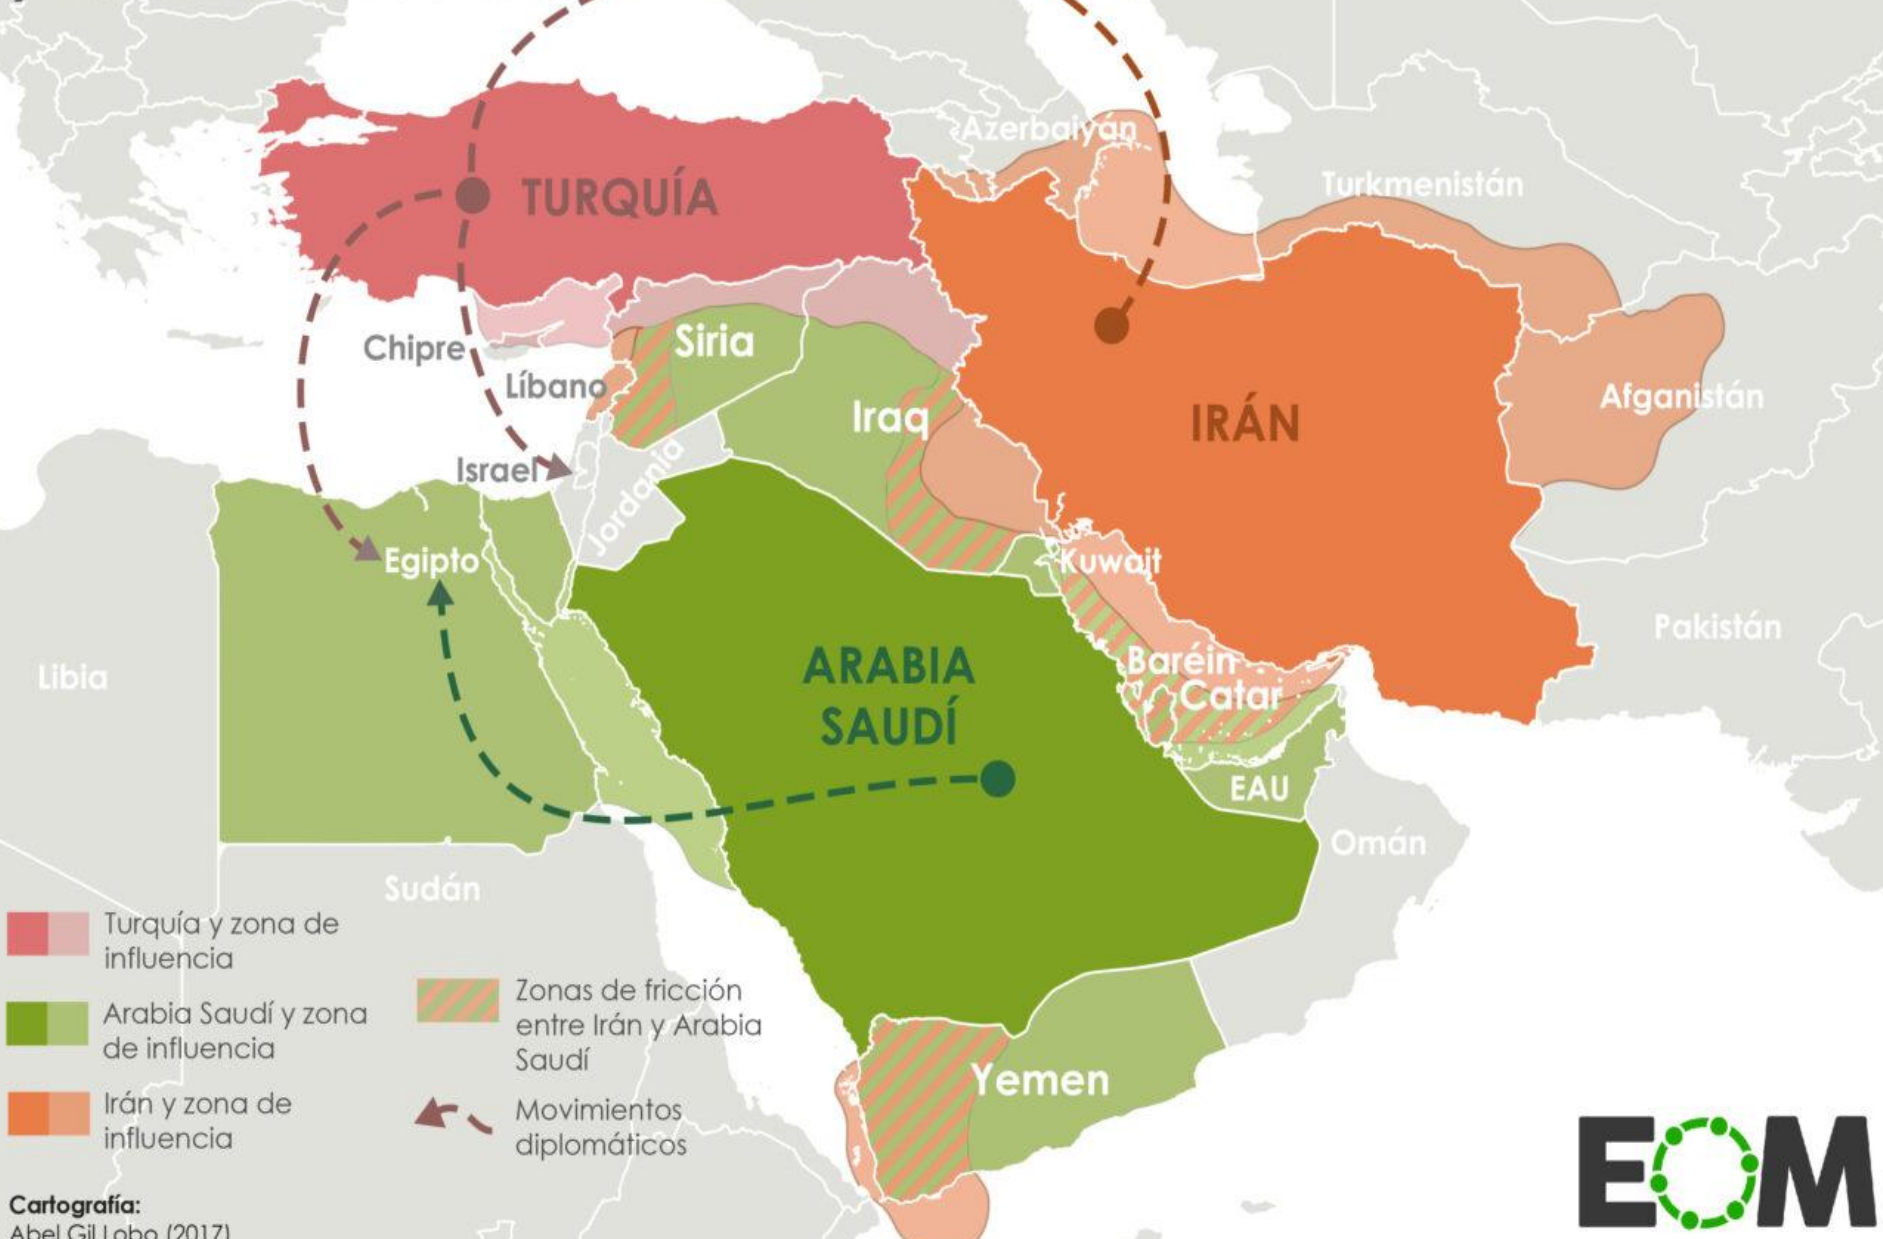 Azerbaiyán
Turkmenistán
TURQUÍA
Chipre
Siria
Líbano
Iraq
IRÁN
Afganistán
Israel
Jordania
Egipto
Kuwait
Pakistán
Libia
ARABIA
SAUDÍ
Baréin
Catar
EAU
Omán
Sudán
Yemen
Turquía y zona de
influencia
Arabia Saudí y zona
de influencia
Irán y zona de
influencia
Zonas de fricción
entre Irán y Arabia
Saudí
Movimientos
diplomáticos
Cartografía:
Abel Gil Lobo (2017)
EOM